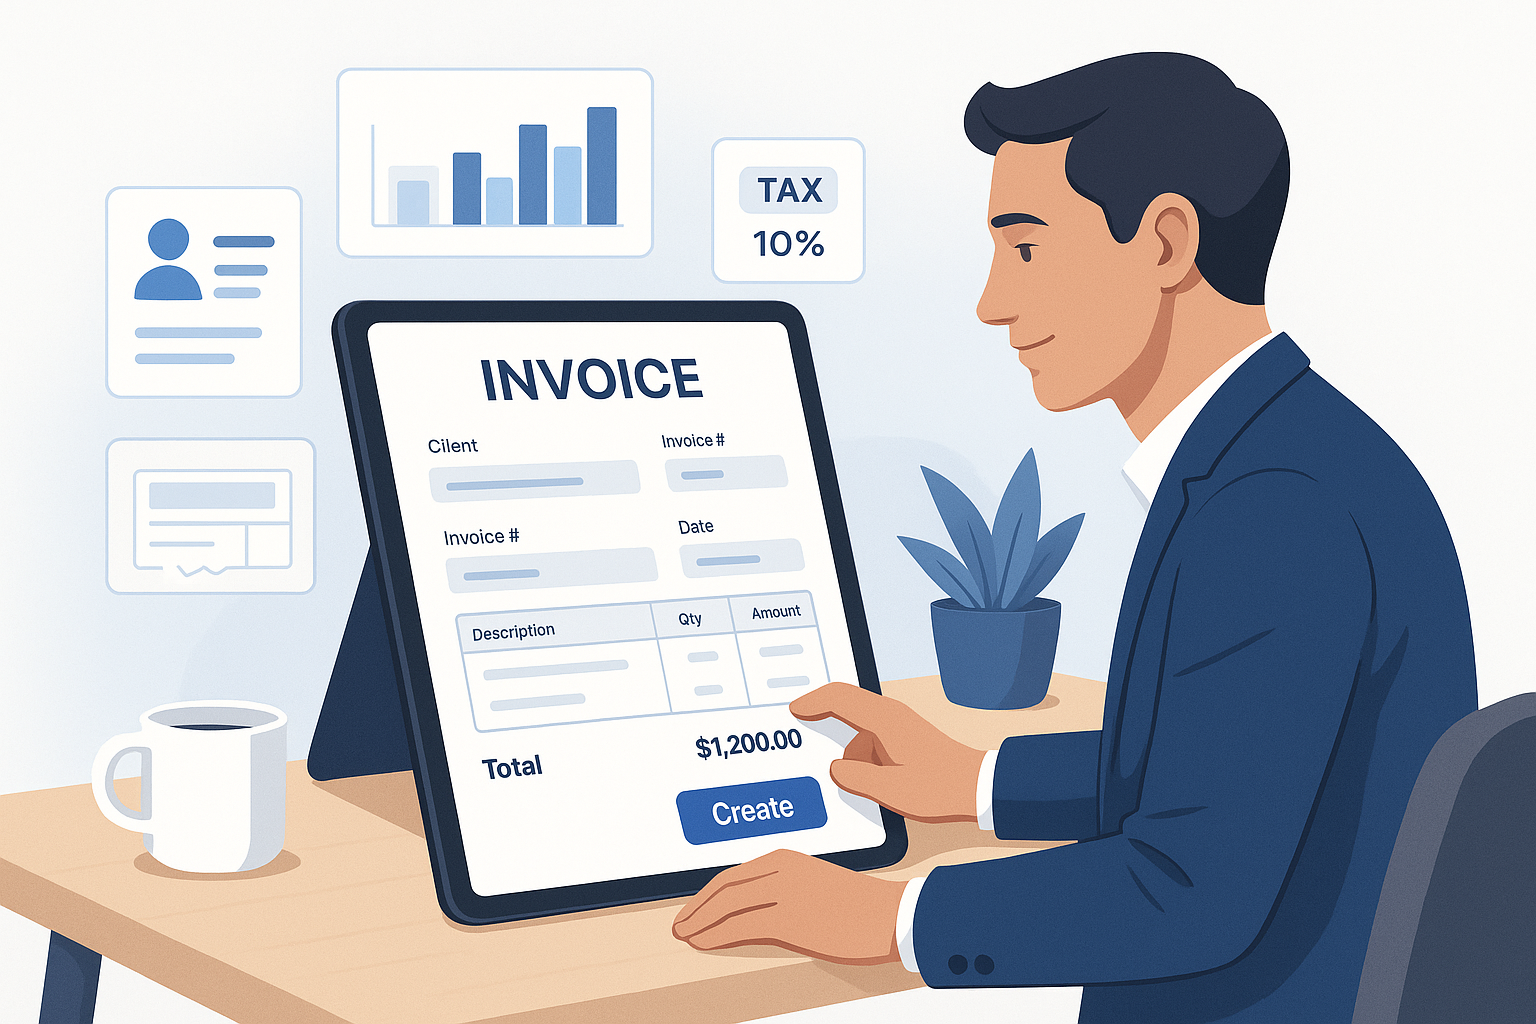 TAX
10%
INVOICE
Cilent
Invoice #
Invoice #
Date
Description Qty Amount
Total $1,200.00
Create